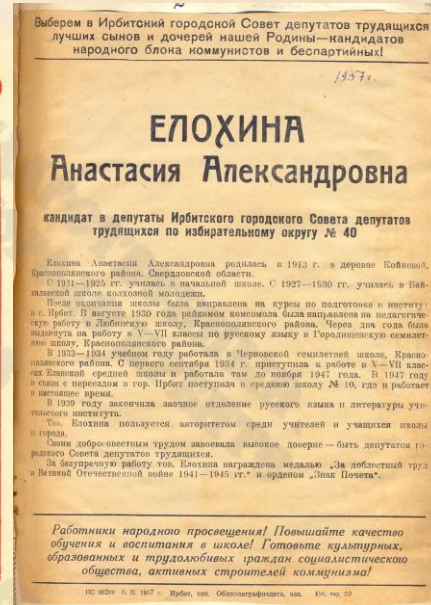 Выберем в Ирбитский городской Совет депутатов трудящихся
лучших сынов и дочерей нашей Родины—кандидатов
народного блока коммунистов и беспартийных!
1957г.
ЕЛОХИНА
Анастасия Александровна
кандидат в депутаты Ирбитского городского Совета депутатов
трудящихся по избирательному округу № 40
Елохина Анастасия Александровна родилась в 1913 г. в деревне Койновой,
Краснополянского района, Свердловской области.
С 1921—1925 гг. училась в начальной школе. С 1927—1930 гг. училась в Бай-
каловской школе колхозной молодежи.
После окончания школы была направлена на курсы по подготовке в институт
в г. Ирбит. В августе 1930 года райкомом комсомола была направлена на педагогиче-
скую работу в Любинскую школу, Краснополянского района. Через два года была
выдвинута на работу в V—VII классы по русскому языку в Городищенскую семилет-
нюю школу, Краснополянского района.
В 1933—1934 учебном году работала в Черновской семилетней школе, Красно-
полянского района. С первого сентября 1934 г. приступила к работе в V—VII клас-
сах Еланской средней школы и работала там до ноября 1947 года. В 1947 году
в связи с переездом в гор. Ирбит поступила в среднюю школу № 10, где и работает
в настоящее время.
В 1939 году закончила заочное отделение русского языка и литературы учи-
тельского института.
Тов. Елохина пользуется авторитетом среди учителей и учащихся школы
и города.
Своим добросовестным трудом завоевала высокое доверие — быть депутатом го-
родского Совета депутатов трудящихся.
За безупречную работу тов. Елохина награждена медалью „За доблестный труд
в Великой Отечественной войне 1941—1945 гг.“ и орденом „Знак Почета“.
Работники народного просвещения! Повышайте качество
обучения и воспитания в школе! Готовьте культурных,
образованных и трудолюбивых граждан социалистического
общества, активных строителей коммунизма!
НС 1957 г. Ирбит, тип. Облполиграфиздата, зак.